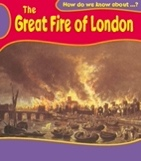 How do we know about ...?
The
Great Fire of London